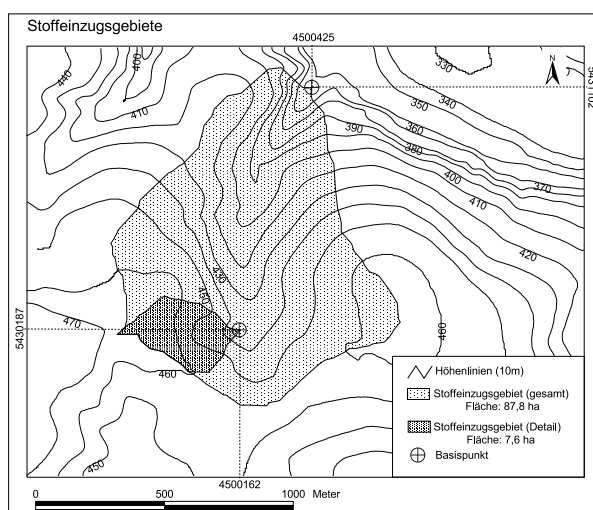 Stoffeinzugsgebiete
4500425
440
400
330
N
410
340
350
5431102
390
360
380
370
400
410
420
430
450
5430187
470
460
460
450
Höhenlinien (10m)
Stoffeinzugsgebiet (gesamt)
Fläche: 87,8 ha
Stoffeinzugsgebiet (Detail)
Fläche: 7,6 ha
Basispunkt
4500162
0 500 1000 Meter